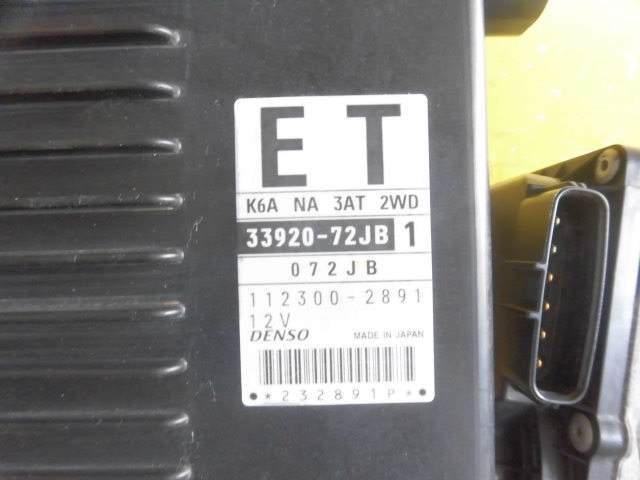 ET
K6A NA 3AT 2WD
33920-72JB 1
072JB
112300-2891
12V
DENSO MADE IN JAPAN
*232891P*